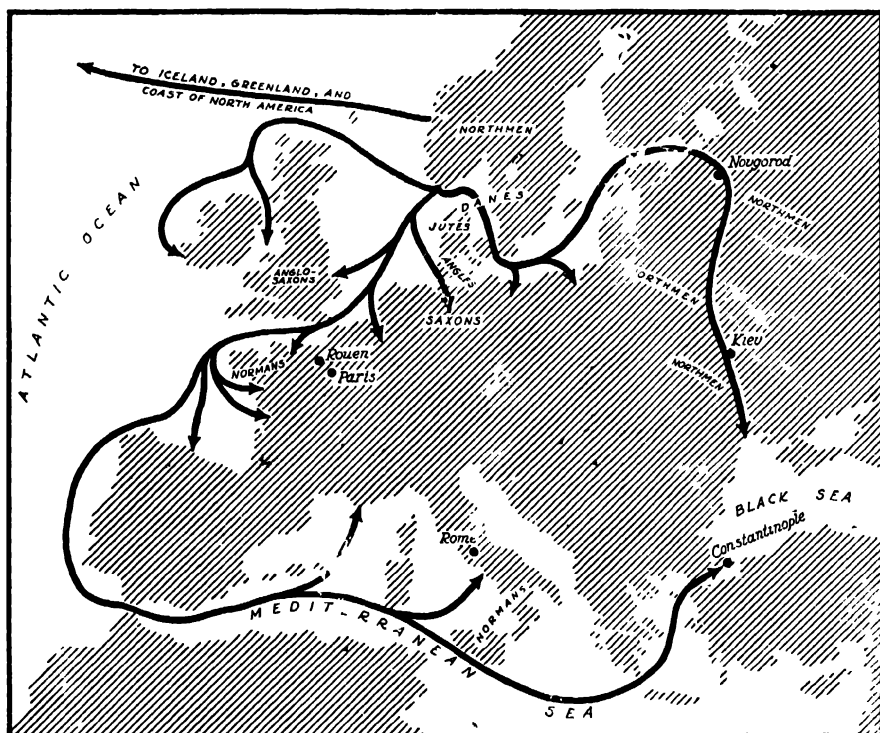 TO ICELAND, GREENLAND, AND
COAST OF NORTH AMERICA
NORTHMEN
ATLANTIC OCEAN
DANES
JUTES
ANGLES
ANGLO-
SAXONS
SAXONS
Novgorod
NORTHMEN
NORTHMEN
Kiev
NORTHMEN
NORMANS
Rouen
Paris
BLACK SEA
Constantinople
Rome
NORMANS
MEDIT-RRANEAN
SEA